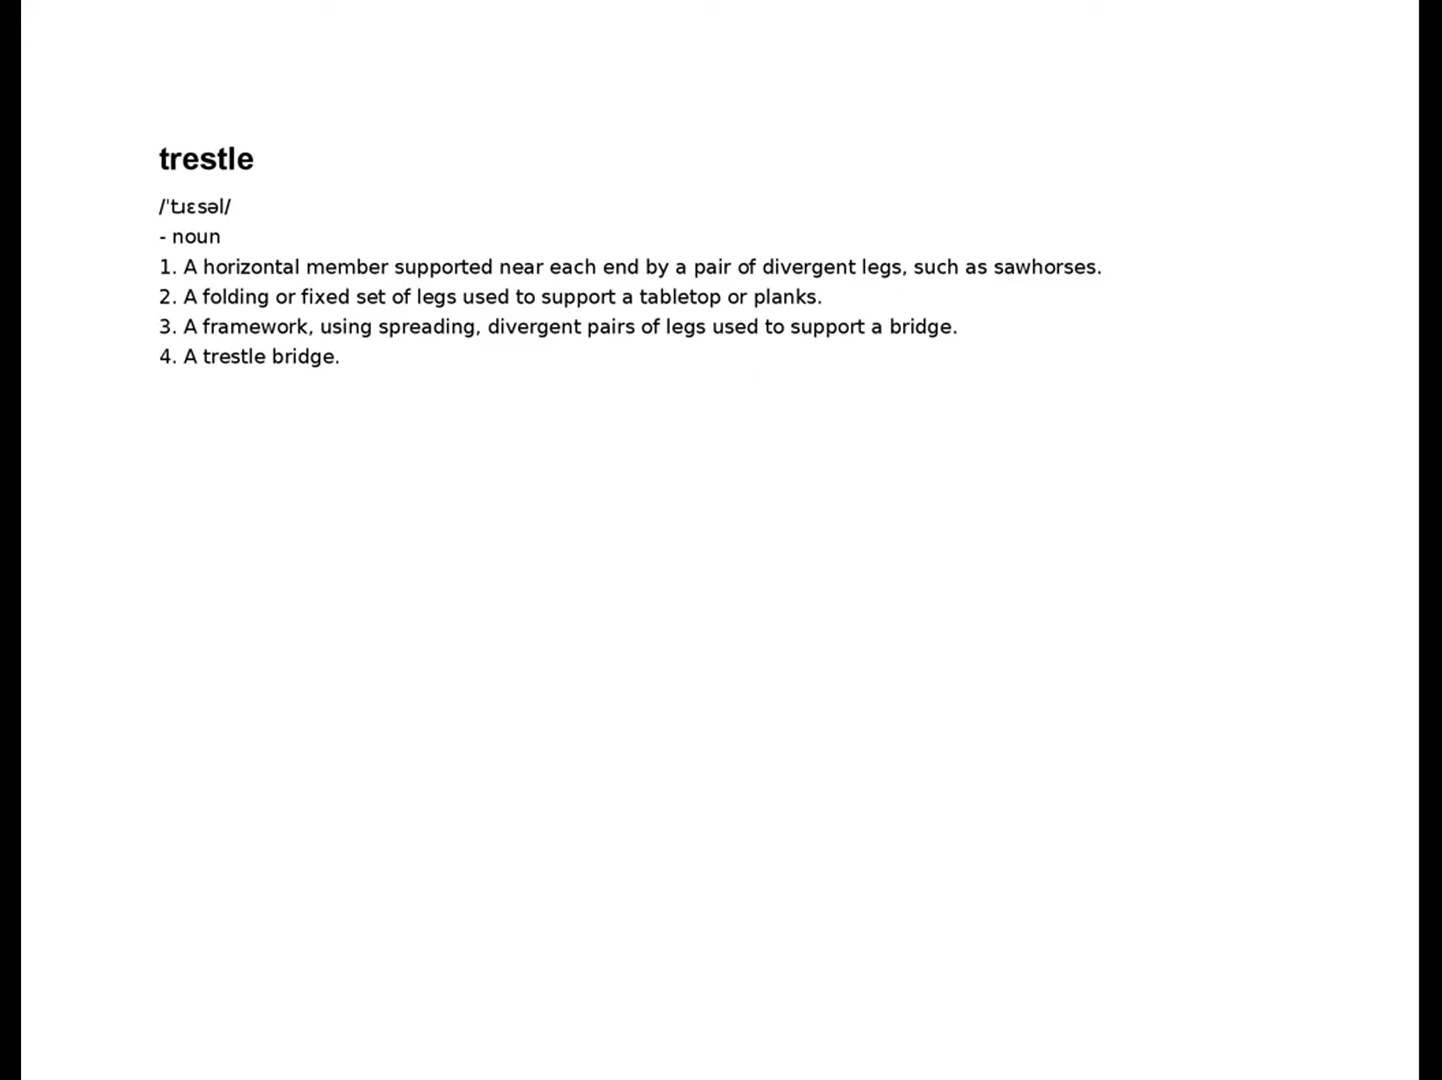 trestle
/ˈtɹɛsəl/
- noun
1. A horizontal member supported near each end by a pair of divergent legs, such as sawhorses.
2. A folding or fixed set of legs used to support a tabletop or planks.
3. A framework, using spreading, divergent pairs of legs used to support a bridge.
4. A trestle bridge.